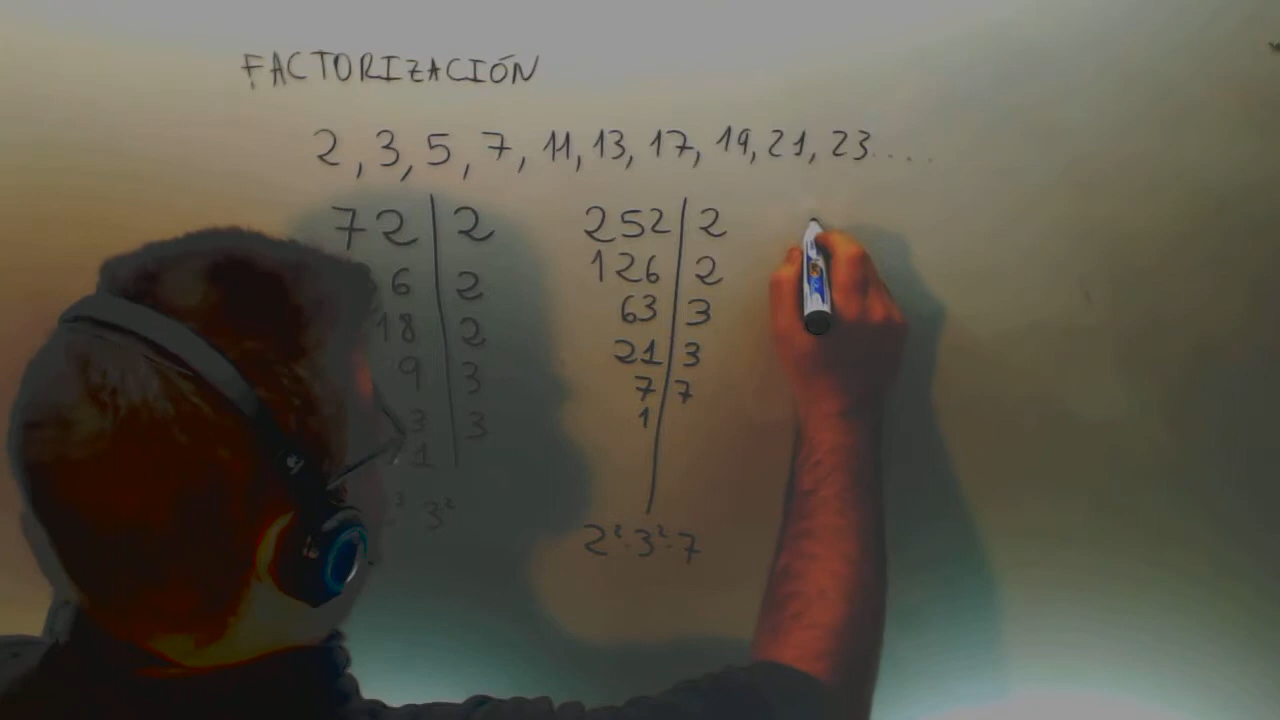 FACTORIZACIÓN
2, 3, 5, 7, 11, 13, 17, 19, 21, 23....
72 | 2
6 | 2
18 | 2
9 | 3
3 | 3
1
3²
252 | 2
126 | 2
63 | 3
21 | 3
7 | 7
1
2²·3²·7